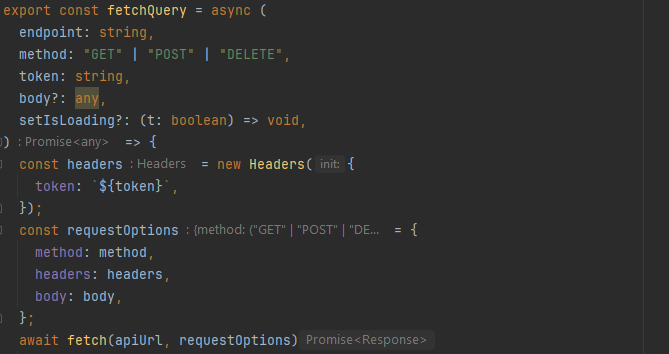 export const fetchQuery = async (
endpoint: string,
method: "GET" | "POST" | "DELETE",
token: string,
body?: any,
setIsLoading?: (t: boolean) => void,
) : Promise<any> => {
const headers : Headers = new Headers( init: {
token: `${token}`,
});
const requestOptions : {method: ("GET" | "POST" | "DE... = {
method: method,
headers: headers,
body: body,
};
await fetch(apiUrl, requestOptions) Promise<Response>